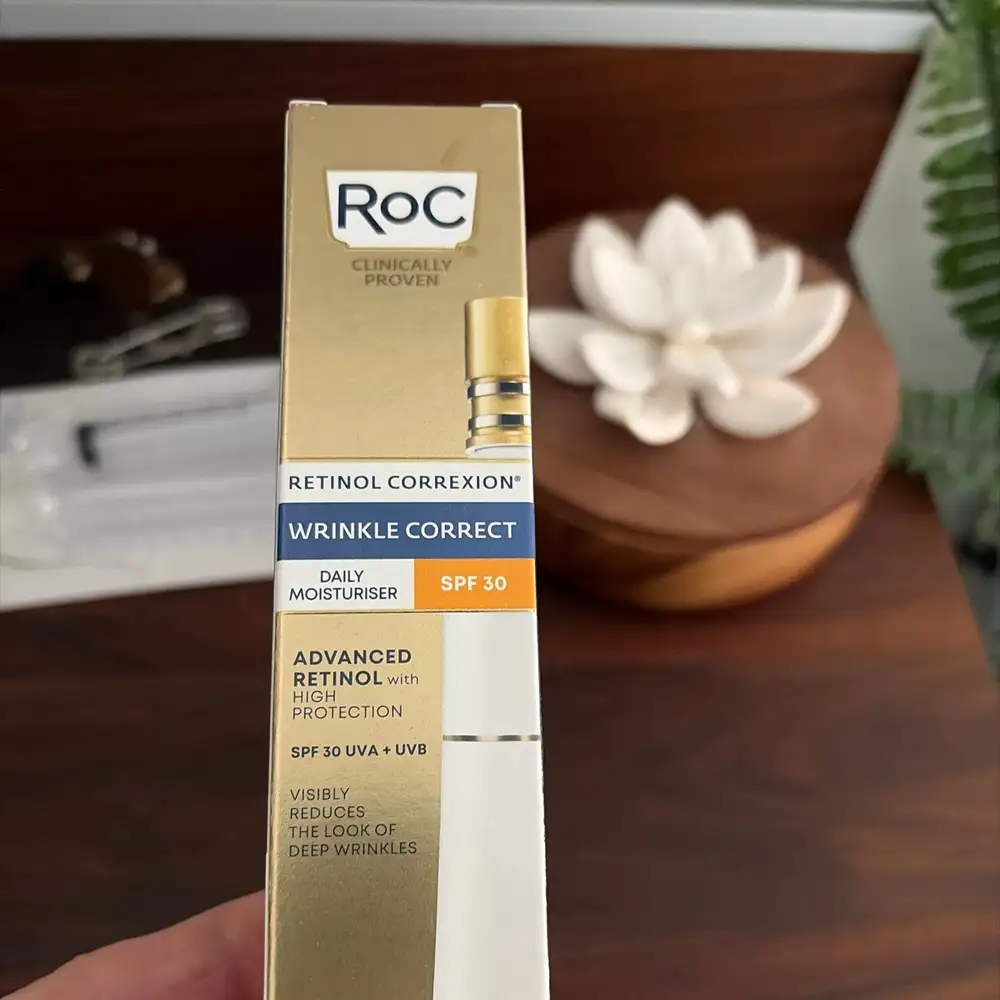 RoC
CLINICALLY
PROVEN
RETINOL CORREXION®
WRINKLE CORRECT
DAILY
MOISTURISER
SPF 30
ADVANCED
RETINOL with
HIGH
PROTECTION
SPF 30 UVA + UVB
VISIBLY
REDUCES
THE LOOK OF
DEEP WRINKLES